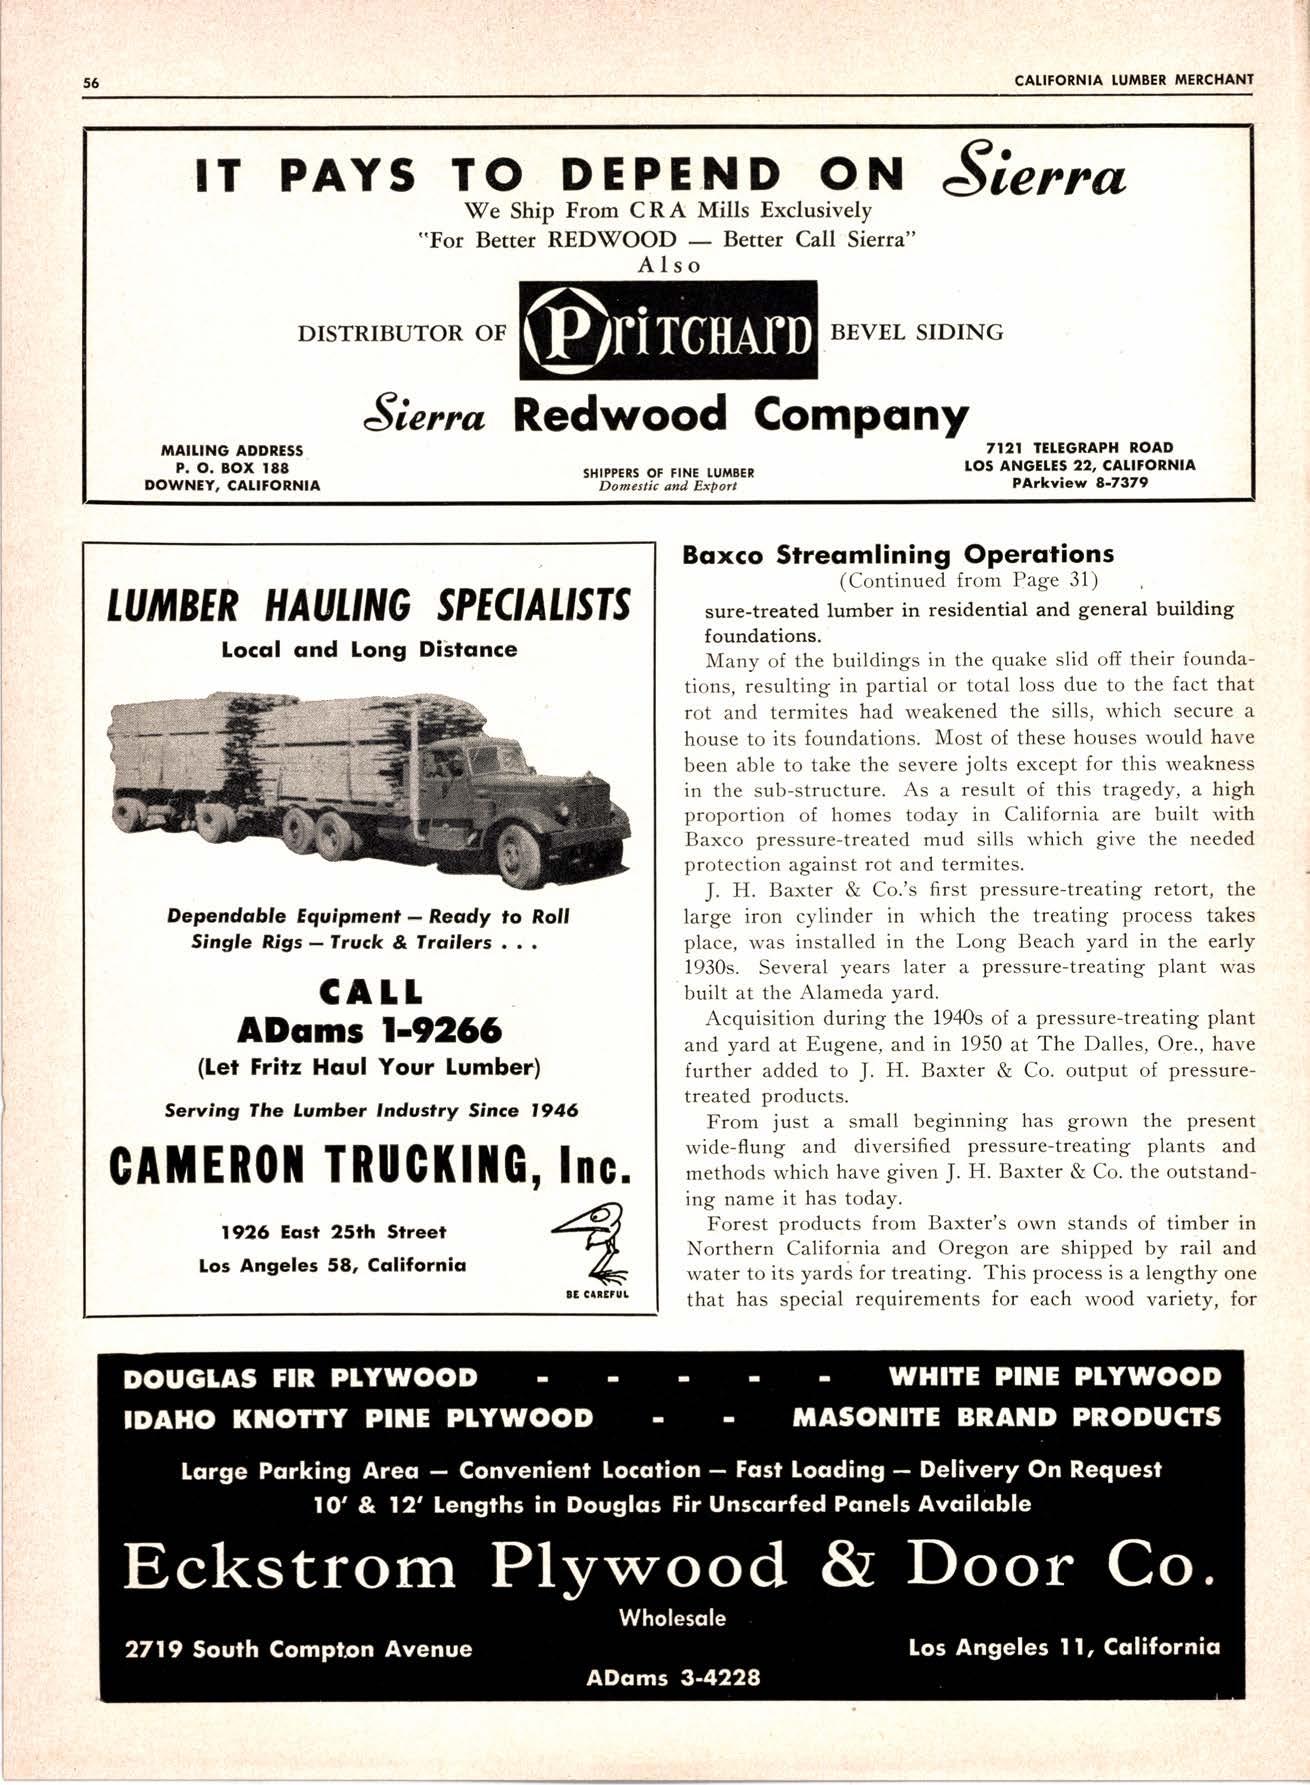 56
CALIFORNIA LUMBER MERCHANT
IT PAYS TO DEPEND ON Sierra
We Ship From CRA Mills Exclusively
"For Better REDWOOD — Better Call Sierra"
Also
DISTRIBUTOR OF PRITCHARD BEVEL SIDING
Sierra Redwood Company
MAILING ADDRESS
P. O. BOX 188
DOWNEY, CALIFORNIA
SHIPPERS OF FINE LUMBER
Domestic and Export
7121 TELEGRAPH ROAD
LOS ANGELES 22, CALIFORNIA
PArkview 8-7379
LUMBER HAULING SPECIALISTS
Local and Long Distance
Dependable Equipment — Ready to Roll
Single Rigs — Truck & Trailers . . .
CALL
ADams 1-9266
(Let Fritz Haul Your Lumber)
Serving The Lumber Industry Since 1946
CAMERON TRUCKING, Inc.
1926 East 25th Street
Los Angeles 58, California
BE CAREFUL
Baxco Streamlining Operations
(Continued from Page 31)
sure-treated lumber in residential and general building
foundations.
Many of the buildings in the quake slid off their founda-
tions, resulting in partial or total loss due to the fact that
rot and termites had weakened the sills, which secure a
house to its foundations. Most of these houses would have
been able to take the severe jolts except for this weakness
in the sub-structure. As a result of this tragedy, a high
proportion of homes today in California are built with
Baxco pressure-treated mud sills which give the needed
protection against rot and termites.
J. H. Baxter & Co.'s first pressure-treating retort, the
large iron cylinder in which the treating process takes
place, was installed in the Long Beach yard in the early
1930s. Several years later a pressure-treating plant was
built at the Alameda yard.
Acquisition during the 1940s of a pressure-treating plant
and yard at Eugene, and in 1950 at The Dalles, Ore., have
further added to J. H. Baxter & Co. output of pressure-
treated products.
From just a small beginning has grown the present
wide-flung and diversified pressure-treating plants and
methods which have given J. H. Baxter & Co. the outstand-
ing name it has today.
Forest products from Baxter's own stands of timber in
Northern California and Oregon are shipped by rail and
water to its yards for treating. This process is a lengthy one
that has special requirements for each wood variety, for
DOUGLAS FIR PLYWOOD - - - - - WHITE PINE PLYWOOD
IDAHO KNOTTY PINE PLYWOOD - - MASONITE BRAND PRODUCTS
Large Parking Area — Convenient Location — Fast Loading — Delivery On Request
10' & 12' Lengths in Douglas Fir Unscarfed Panels Available
Eckstrom Plywood & Door Co.
Wholesale
2719 South Compton Avenue
Los Angeles 11, California
ADams 3-4228